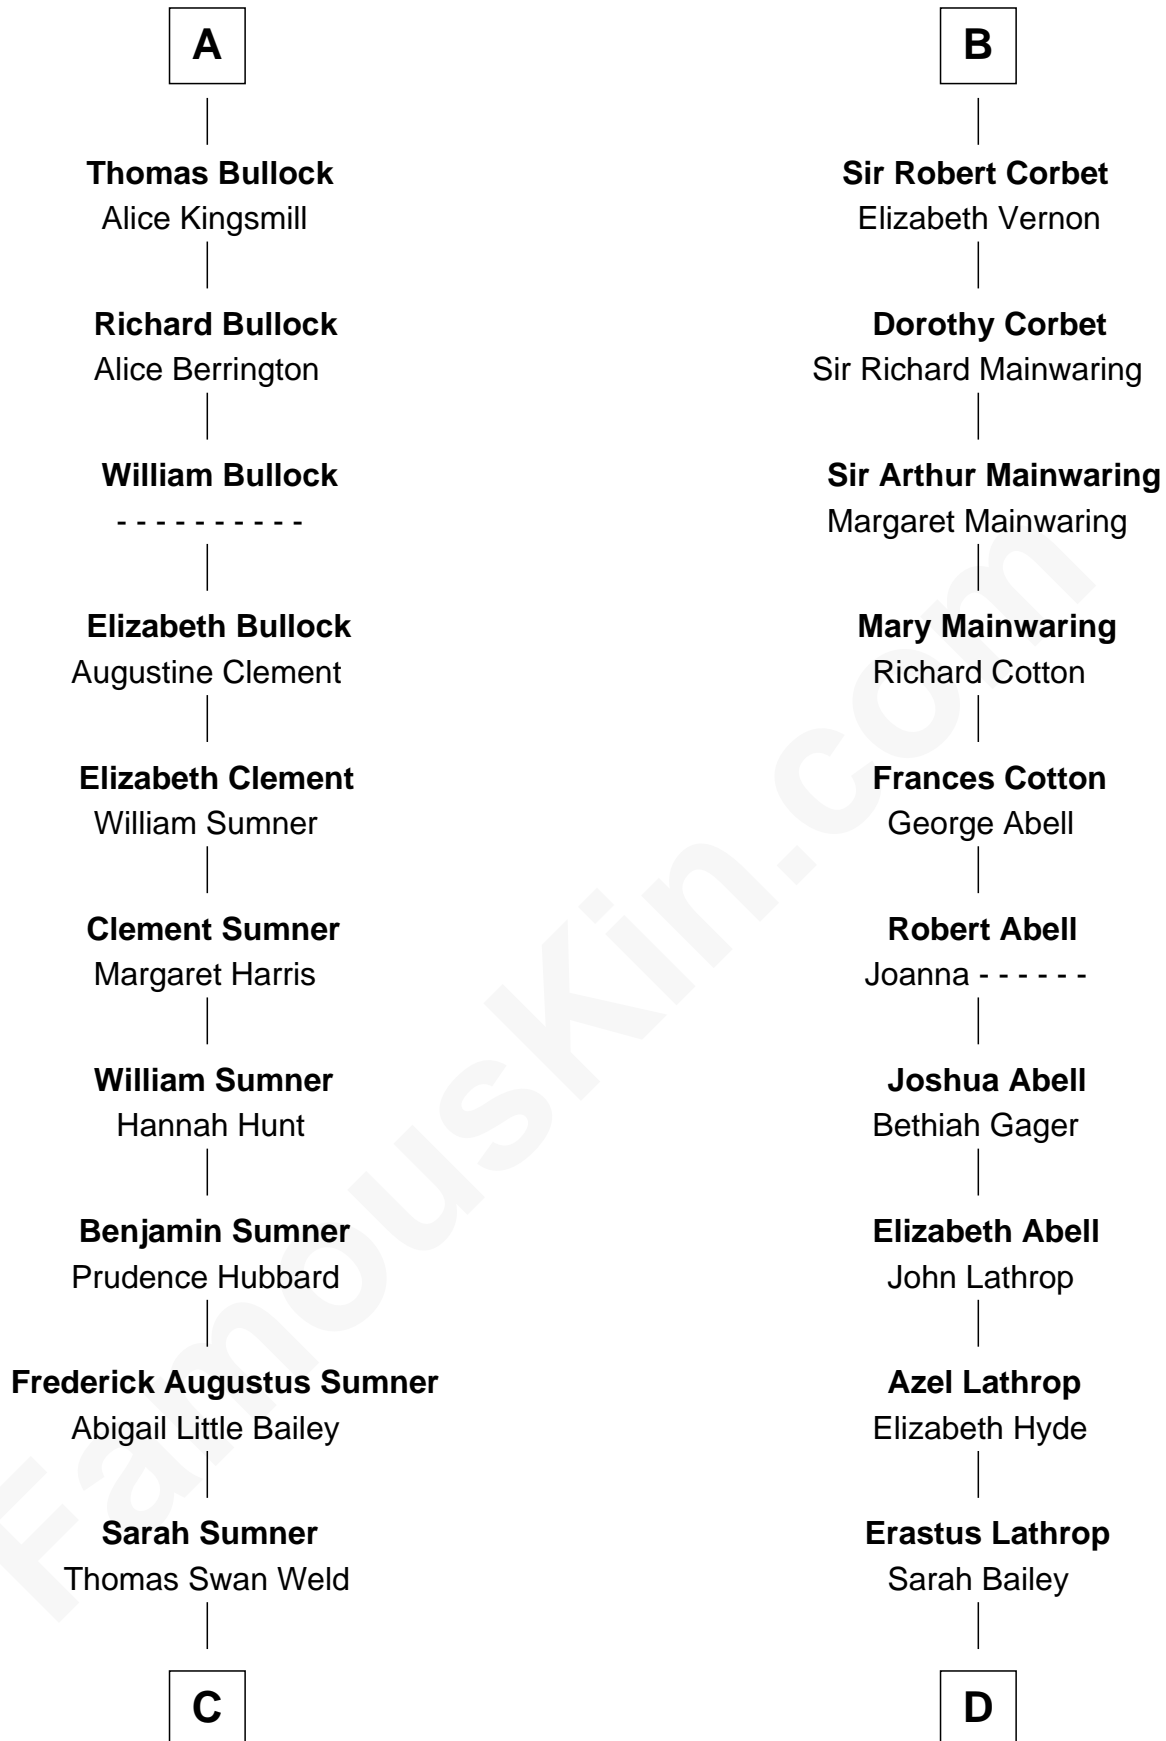 A
Thomas Bullock
Alice Kingsmill
Richard Bullock
Alice Berrington
William Bullock
- - - - - - - - - -
Elizabeth Bullock
Augustine Clement
Elizabeth Clement
William Sumner
Clement Sumner
Margaret Harris
William Sumner
Hannah Hunt
Benjamin Sumner
Prudence Hubbard
Frederick Augustus Sumner
Abigail Little Bailey
Sarah Sumner
Thomas Swan Weld
C
B
Sir Robert Corbet
Elizabeth Vernon
Dorothy Corbet
Sir Richard Mainwaring
Sir Arthur Mainwaring
Margaret Mainwaring
Mary Mainwaring
Richard Cotton
Frances Cotton
George Abell
Robert Abell
Joanna - - - - - -
Joshua Abell
Bethiah Gager
Elizabeth Abell
John Lathrop
Azel Lathrop
Elizabeth Hyde
Erastus Lathrop
Sarah Bailey
D
FamousKin.com